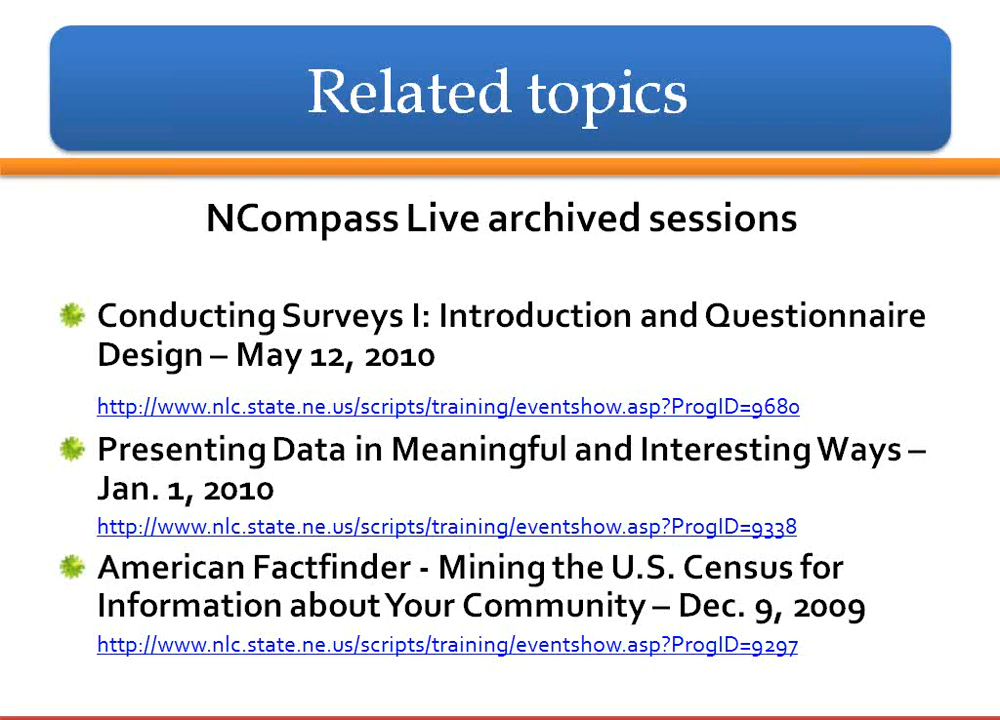 Related topics
NCompass Live archived sessions
Conducting Surveys I: Introduction and Questionnaire
Design – May 12, 2010
http://www.nlc.state.ne.us/scripts/training/eventshow.asp?ProgID=9680
Presenting Data in Meaningful and Interesting Ways –
Jan. 1, 2010
http://www.nlc.state.ne.us/scripts/training/eventshow.asp?ProgID=9338
American Factfinder - Mining the U.S. Census for
Information about Your Community – Dec. 9, 2009
http://www.nlc.state.ne.us/scripts/training/eventshow.asp?ProgID=9297